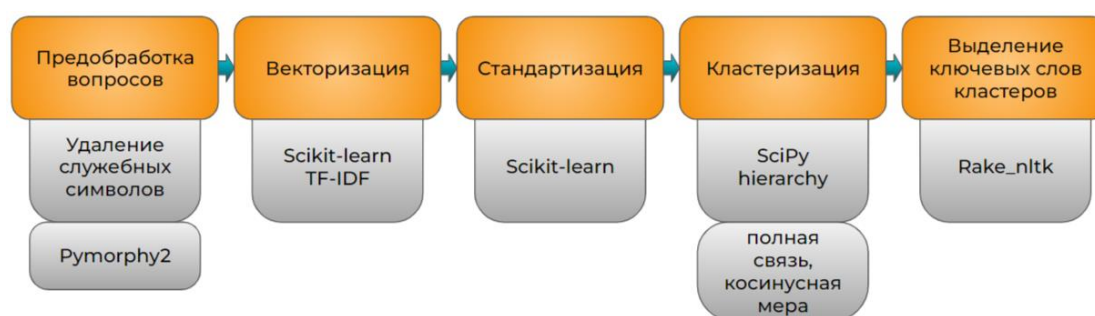 Предобработка
вопросов
Векторизация
Стандартизация
Кластеризация
Выделение
ключевых слов
кластеров
Удаление
служебных
символов
Scikit-learn
TF-IDF
Scikit-learn
SciPy
hierarchy
Rake_nltk
Pymorphy2
полная
связь,
косинусная
мера